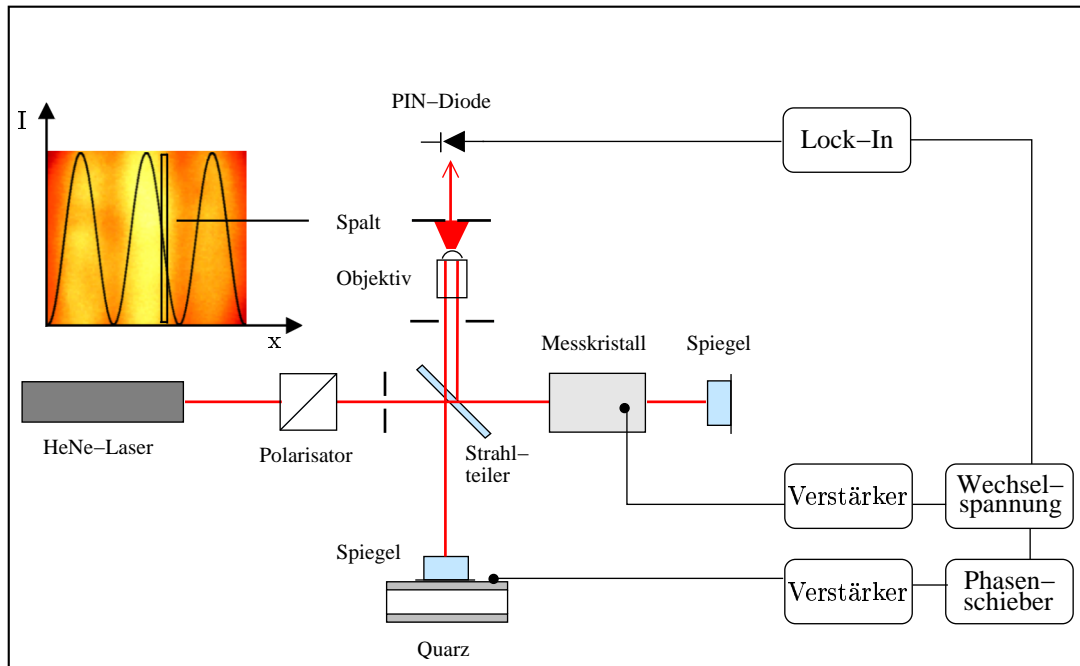 PIN–Diode
I
Lock–In
Spalt
Objektiv
x
Messkristall
Spiegel
HeNe–Laser
Polarisator
Strahl–
teiler
Verstärker
Wechsel–
spannung
Spiegel
Verstärker
Phasen–
schieber
Quarz